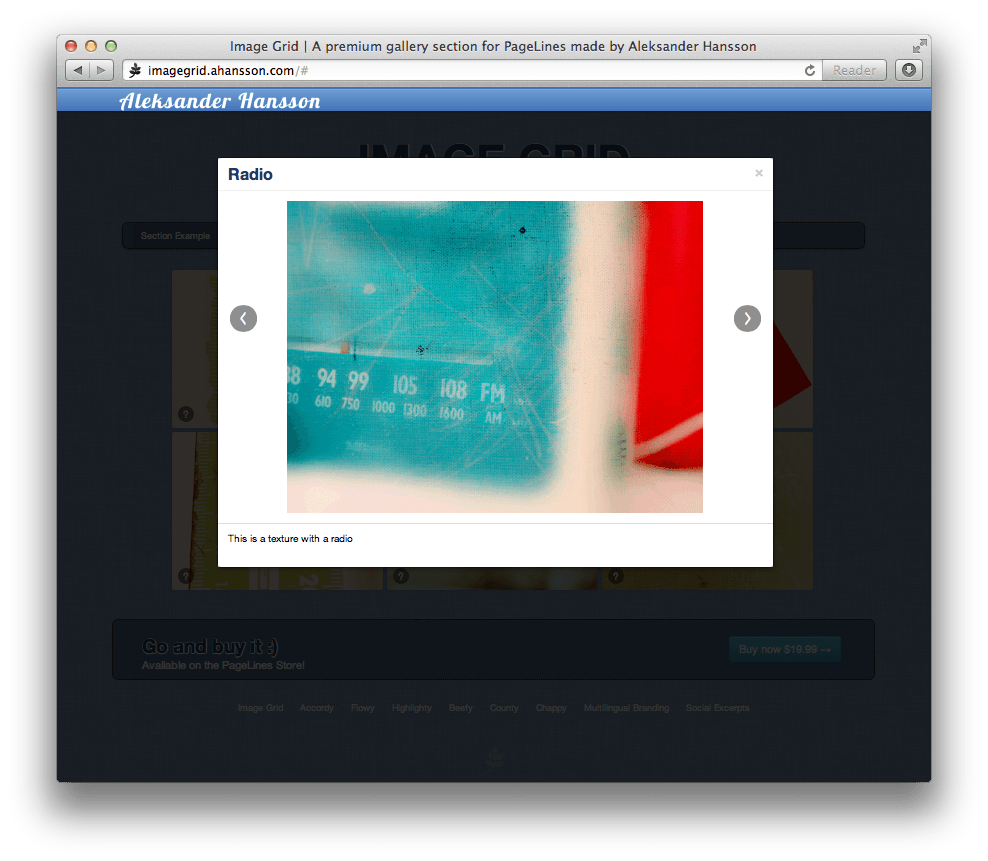 Image Grid | A premium gallery section for PageLines made by Aleksander Hansson
imagegrid.ahansson.com/#
Reader
Aleksander Hansson
IMAGE GRID
Radio
×
Section Example
94 99 105 108 FM
610 750 1000 1300 1600 AM
?
This is a texture with a radio
? ? ?
2
Go and buy it :)
Available on the PageLines Store!
Buy now $19.99 →
Image Grid Accordy Flowy Highlighty Beefy County Chappy Multilingual Branding Social Excerpts